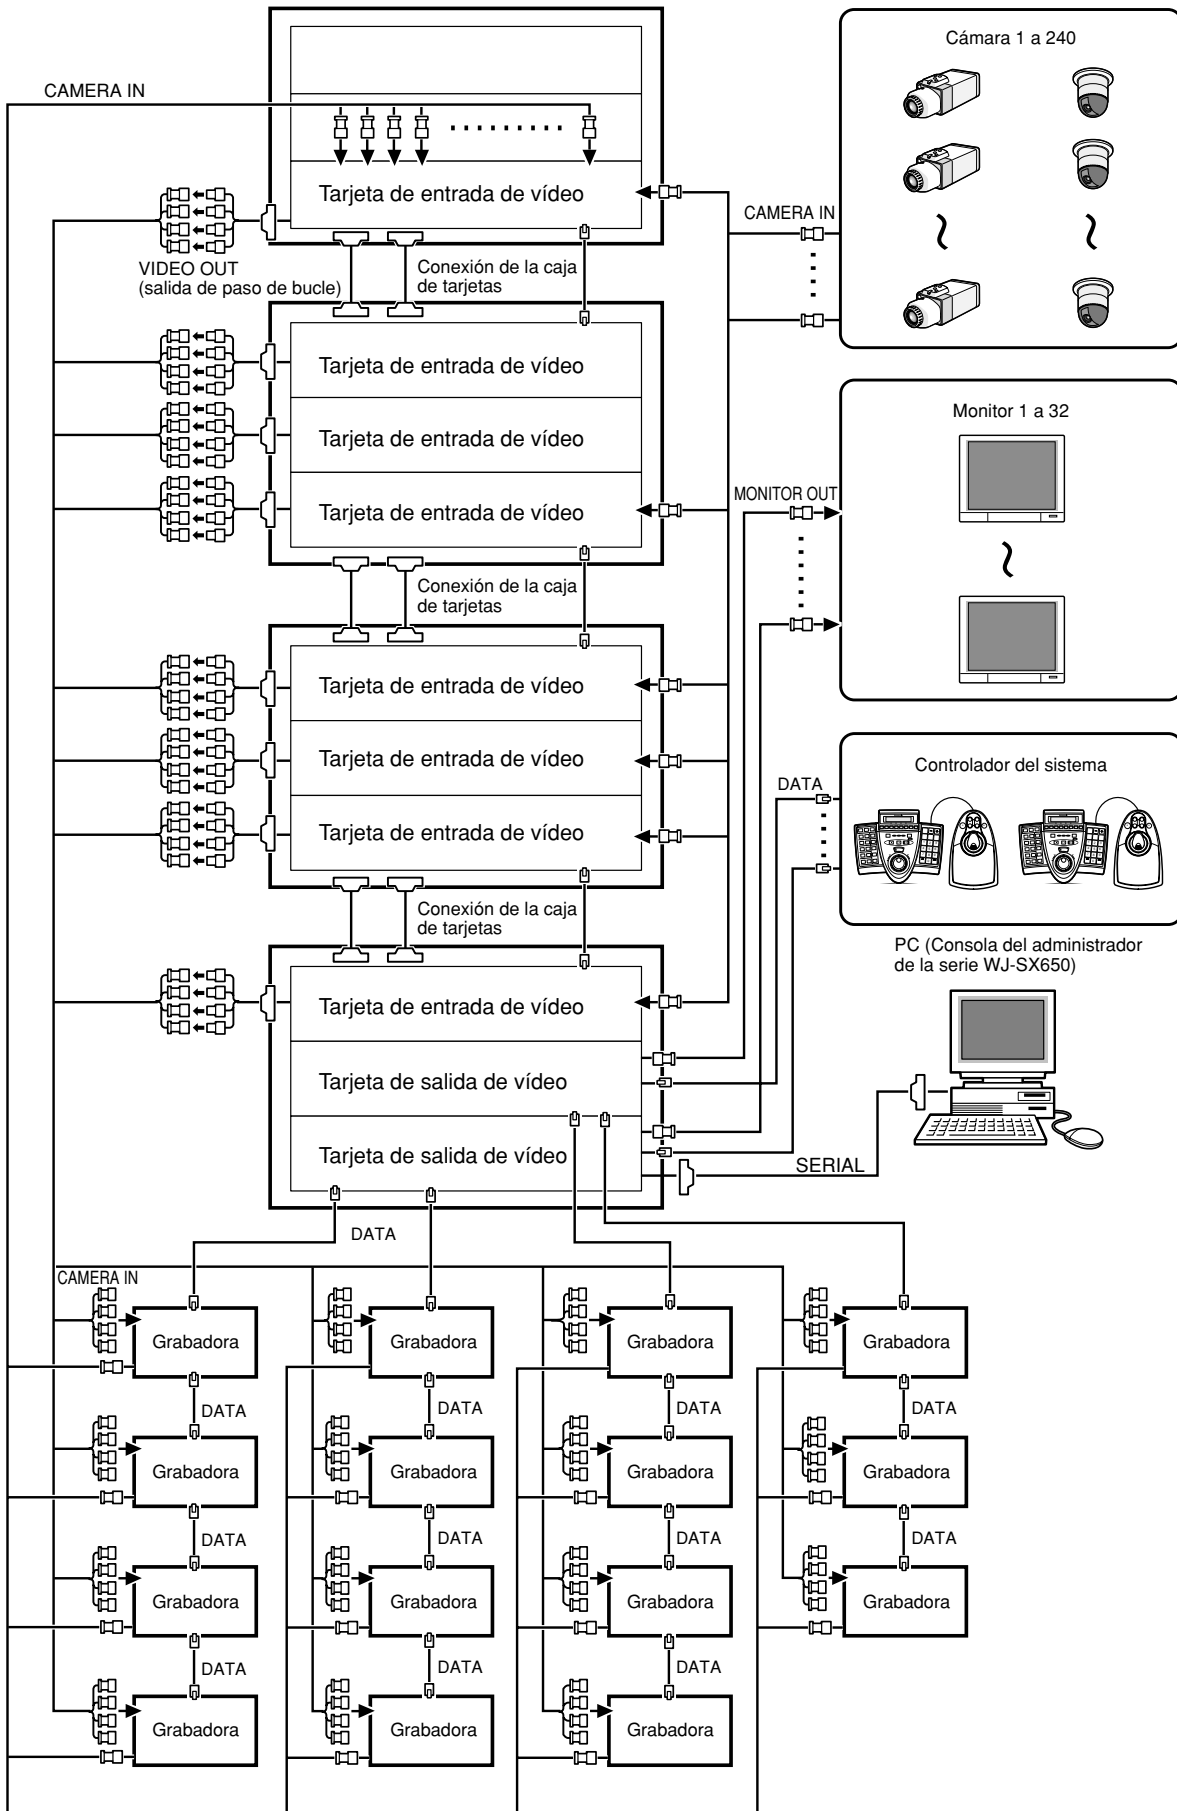 Cámara 1 a 240
CAMERA IN
Tarjeta de entrada de vídeo
CAMERA IN
VIDEO OUT
(salida de paso de bucle)
Conexión de la caja
de tarjetas
Tarjeta de entrada de vídeo
Tarjeta de entrada de vídeo
Tarjeta de entrada de vídeo
Monitor 1 a 32
MONITOR OUT
Conexión de la caja
de tarjetas
Tarjeta de entrada de vídeo
Tarjeta de entrada de vídeo
Tarjeta de entrada de vídeo
Controlador del sistema
DATA
Conexión de la caja
de tarjetas
PC (Consola del administrador
de la serie WJ-SX650)
Tarjeta de entrada de vídeo
Tarjeta de salida de vídeo
Tarjeta de salida de vídeo
SERIAL
DATA
CAMERA IN
Grabadora
Grabadora
Grabadora
Grabadora
DATA
DATA
DATA
DATA
Grabadora
Grabadora
Grabadora
Grabadora
DATA
DATA
DATA
DATA
Grabadora
Grabadora
Grabadora
Grabadora
DATA
DATA
DATA
Grabadora
Grabadora
Grabadora